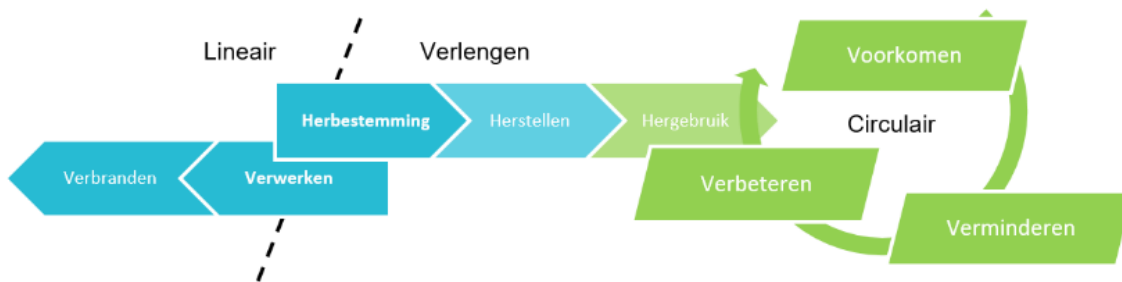 Lineair
Verlengen
Voorkomen
Herbestemming
Herstellen
Hergebruik
Circulair
Verbranden
Verwerken
Verbeteren
Verminderen